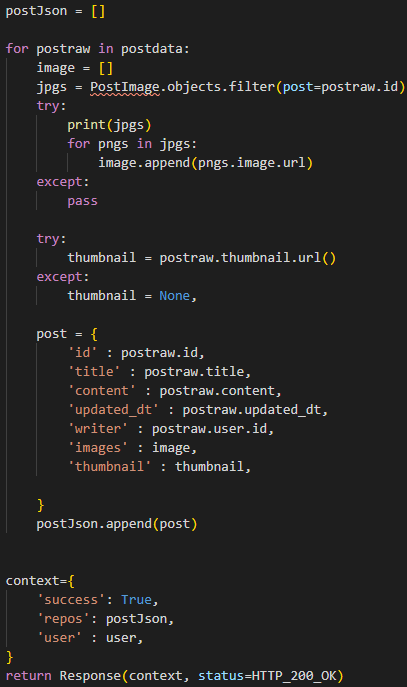 postJson = []
for postraw in postdata:
    image = []
    jpgs = PostImage.objects.filter(post=postraw.id)
    try:
        print(jpgs)
        for pngs in jpgs:
            image.append(pngs.image.url)
    except:
        pass
    try:
        thumbnail = postraw.thumbnail.url()
    except:
        thumbnail = None,
    post = {
        'id' : postraw.id,
        'title' : postraw.title,
        'content' : postraw.content,
        'updated_dt' : postraw.updated_dt,
        'writer' : postraw.user.id,
        'images' : image,
        'thumbnail' : thumbnail,
    }
    postJson.append(post)
context={
    'success': True,
    'repos': postJson,
    'user' : user,
}
return Response(context, status=HTTP_200_OK)